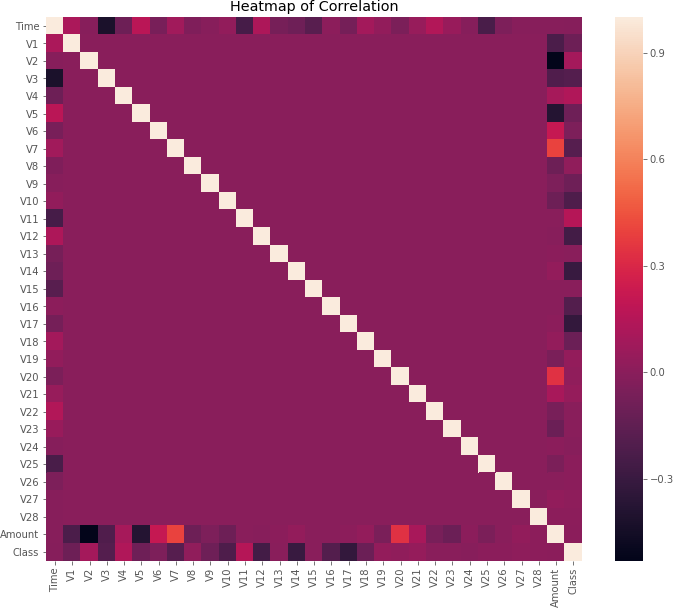 Heatmap of Correlation
Time
V1
V2
V3
V4
V5
V6
V7
V8
V9
V10
V11
V12
V13
V14
V15
V16
V17
V18
V19
V20
V21
V22
V23
V24
V25
V26
V27
V28
Amount
Class
Time
V1
V2
V3
V4
V5
V6
V7
V8
V9
V10
V11
V12
V13
V14
V15
V16
V17
V18
V19
V20
V21
V22
V23
V24
V25
V26
V27
V28
Amount
Class
0.9
0.6
0.3
0.0
−0.3